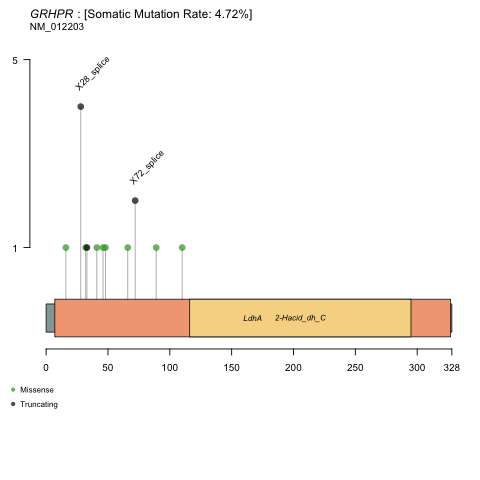 GRHPR : [Somatic Mutation Rate: 4.72%]
NM_012203
5
X28_splice
X72_splice
1
LdhA 2-Hacid_dh_C
0 50 100 150 200 250 300 328
Missense
Truncating